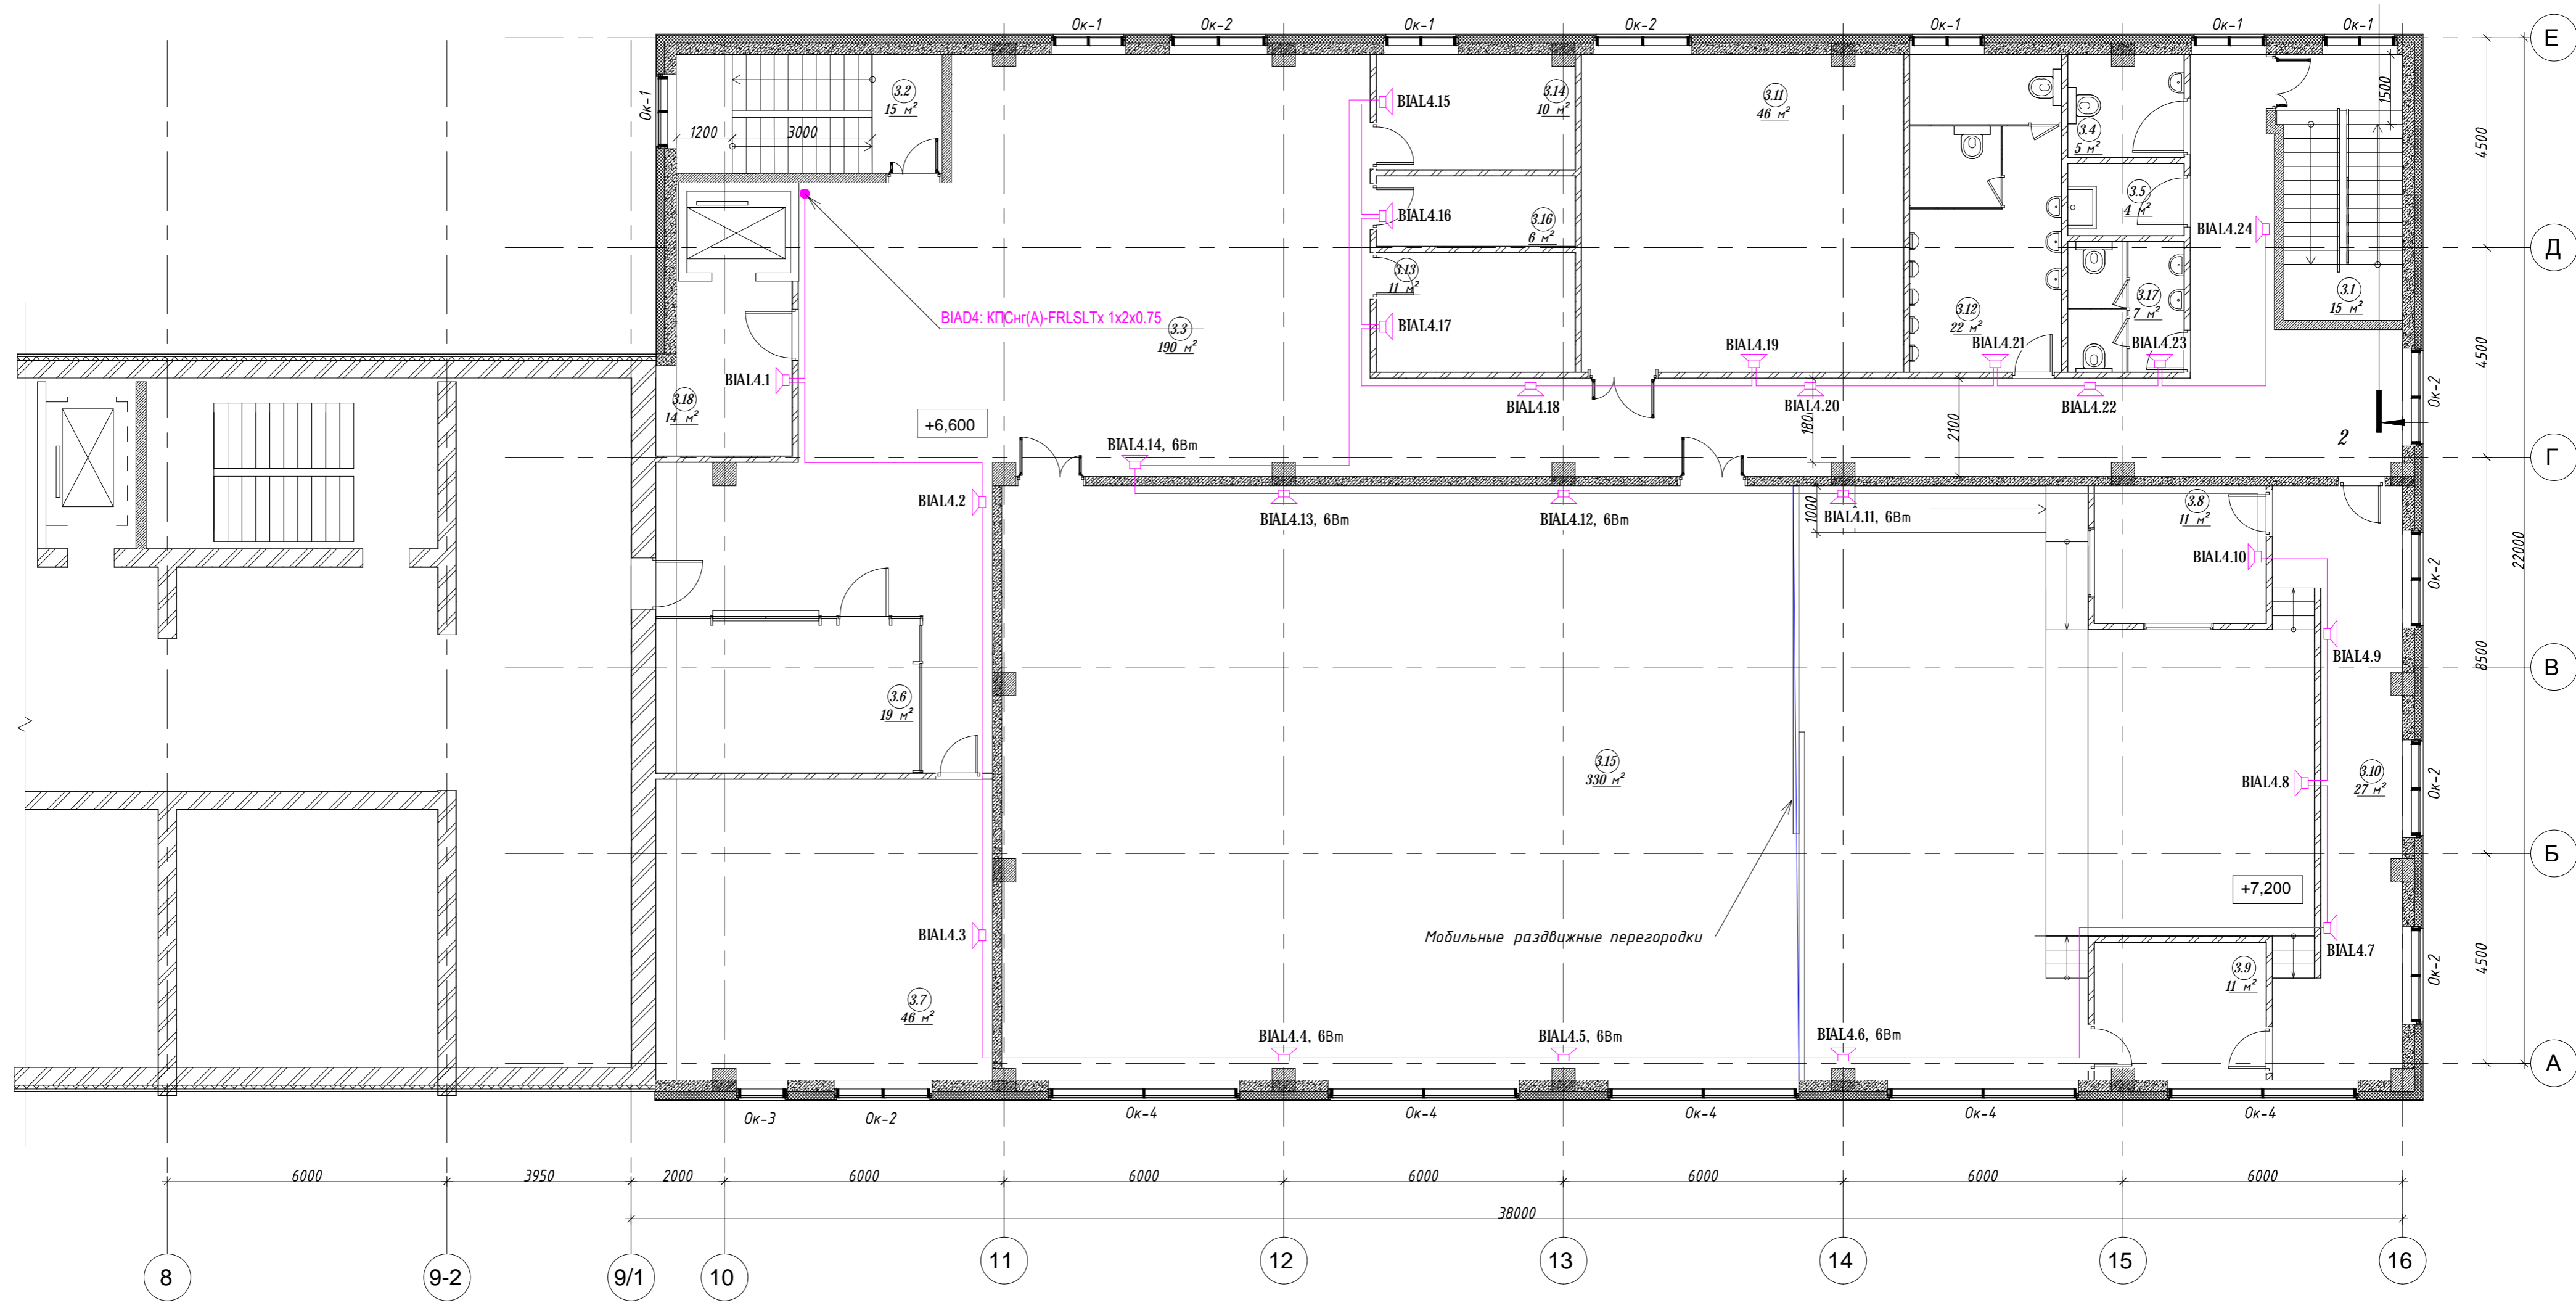 Ок-1
Ок-2
Ок-1
Ок-2
Ок-1
Ок-1
Ок-1
Е
Ок-1
3.2
15 м²
1200
3000
BIAL4.15
3.14
10 м²
3.11
46 м²
3.4
5 м²
1500
4500
BIAL4.16
3.16
6 м²
3.5
4 м²
BIAL4.24
Д
3.13
11 м²
3.1
15 м²
BIAD4: КПСнг(А)-FRLSLTx 1x2x0.75
3.3
190 м²
BIAL4.17
3.12
22 м²
3.17
7 м²
BIAL4.19
BIAL4.21
BIAL4.23
4500
BIAL4.1
3.18
14 м²
BIAL4.18
BIAL4.20
BIAL4.22
Ок-2
+6,600
1800
2100
2
BIAL4.14, 6Вт
Г
BIAL4.2
BIAL4.13, 6Вт
BIAL4.12, 6Вт
1000
BIAL4.11, 6Вт
3.8
11 м²
BIAL4.10
Ок-2
22000
BIAL4.9
8500
В
3.6
19 м²
3.15
330 м²
BIAL4.8
3.10
27 м²
Ок-2
Б
+7,200
BIAL4.3
Мобильные раздвижные перегородки
BIAL4.7
3.9
11 м²
Ок-2
4500
3.7
46 м²
BIAL4.4, 6Вт
BIAL4.5, 6Вт
BIAL4.6, 6Вт
А
Ок-3
Ок-2
Ок-4
Ок-4
Ок-4
Ок-4
Ок-4
6000
3950
2000
6000
6000
6000
6000
6000
6000
38000
8
9-2
9/1
10
11
12
13
14
15
16